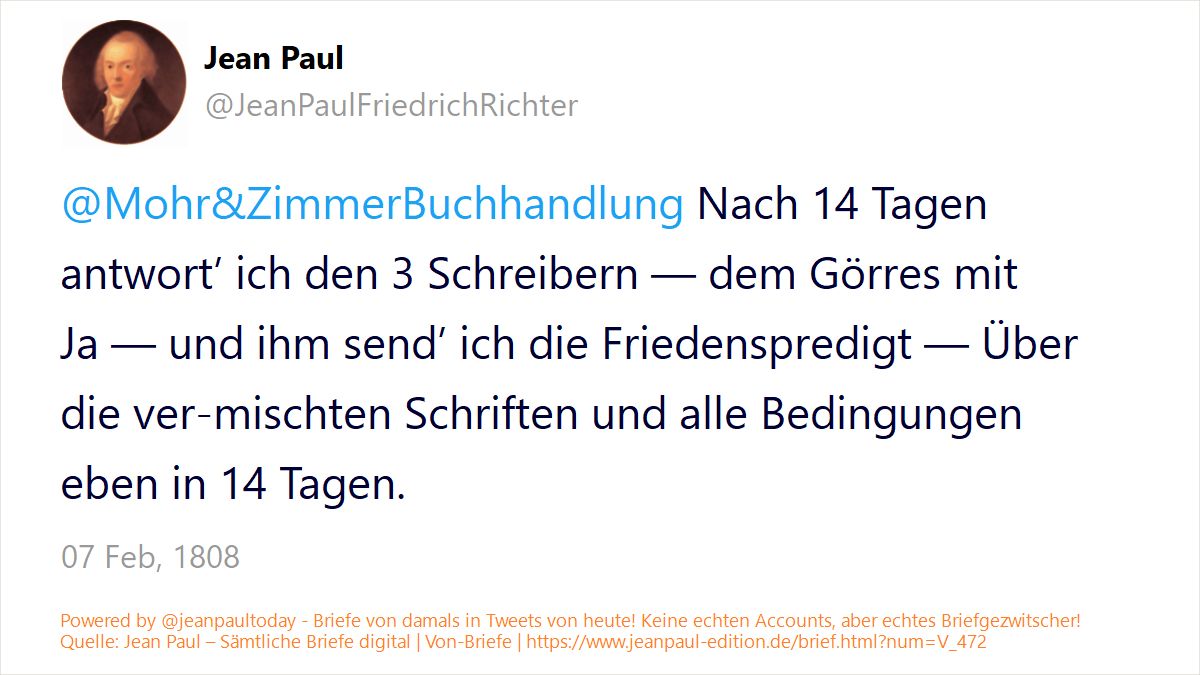 Jean Paul
@JeanPaulFriedrichRichter
@Mohr&ZimmerBuchhandlung Nach 14 Tagen
antwort’ ich den 3 Schreibern — dem Görres mit
Ja — und ihm send’ ich die Friedenspredigt — Über
die ver-mischten Schriften und alle Bedingungen
eben in 14 Tagen.
07 Feb, 1808
Powered by @jeanpaultoday - Briefe von damals in Tweets von heute! Keine echten Accounts, aber echtes Briefgezwitscher!
Quelle: Jean Paul – Sämtliche Briefe digital | Von-Briefe | https://www.jeanpaul-edition.de/brief.html?num=V_472